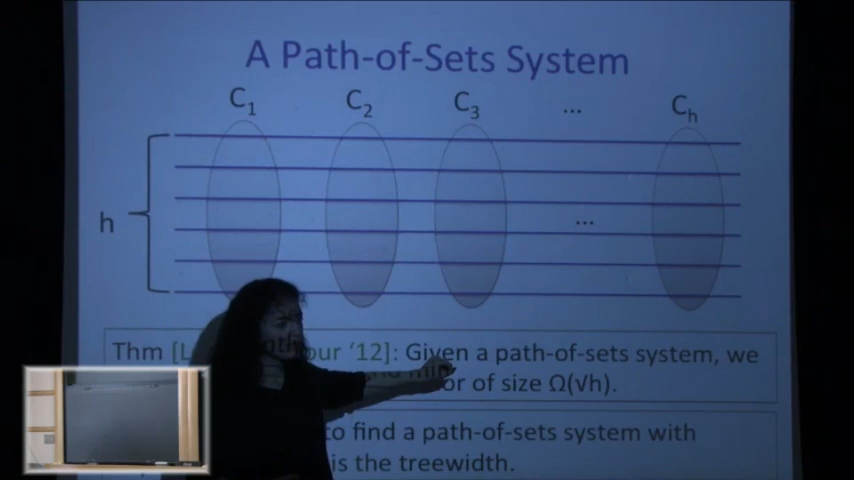 A Path-of-Sets System
C1 C2 C3 ... Ch
h
...
Thm [L our '12]: Given a path-of-sets system, we
or of size Ω(√h).
to find a path-of-sets system with
is the treewidth.